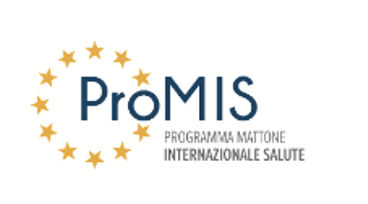 ProMIS
PROGRAMMA MATTONE
INTERNAZIONALE SALUTE